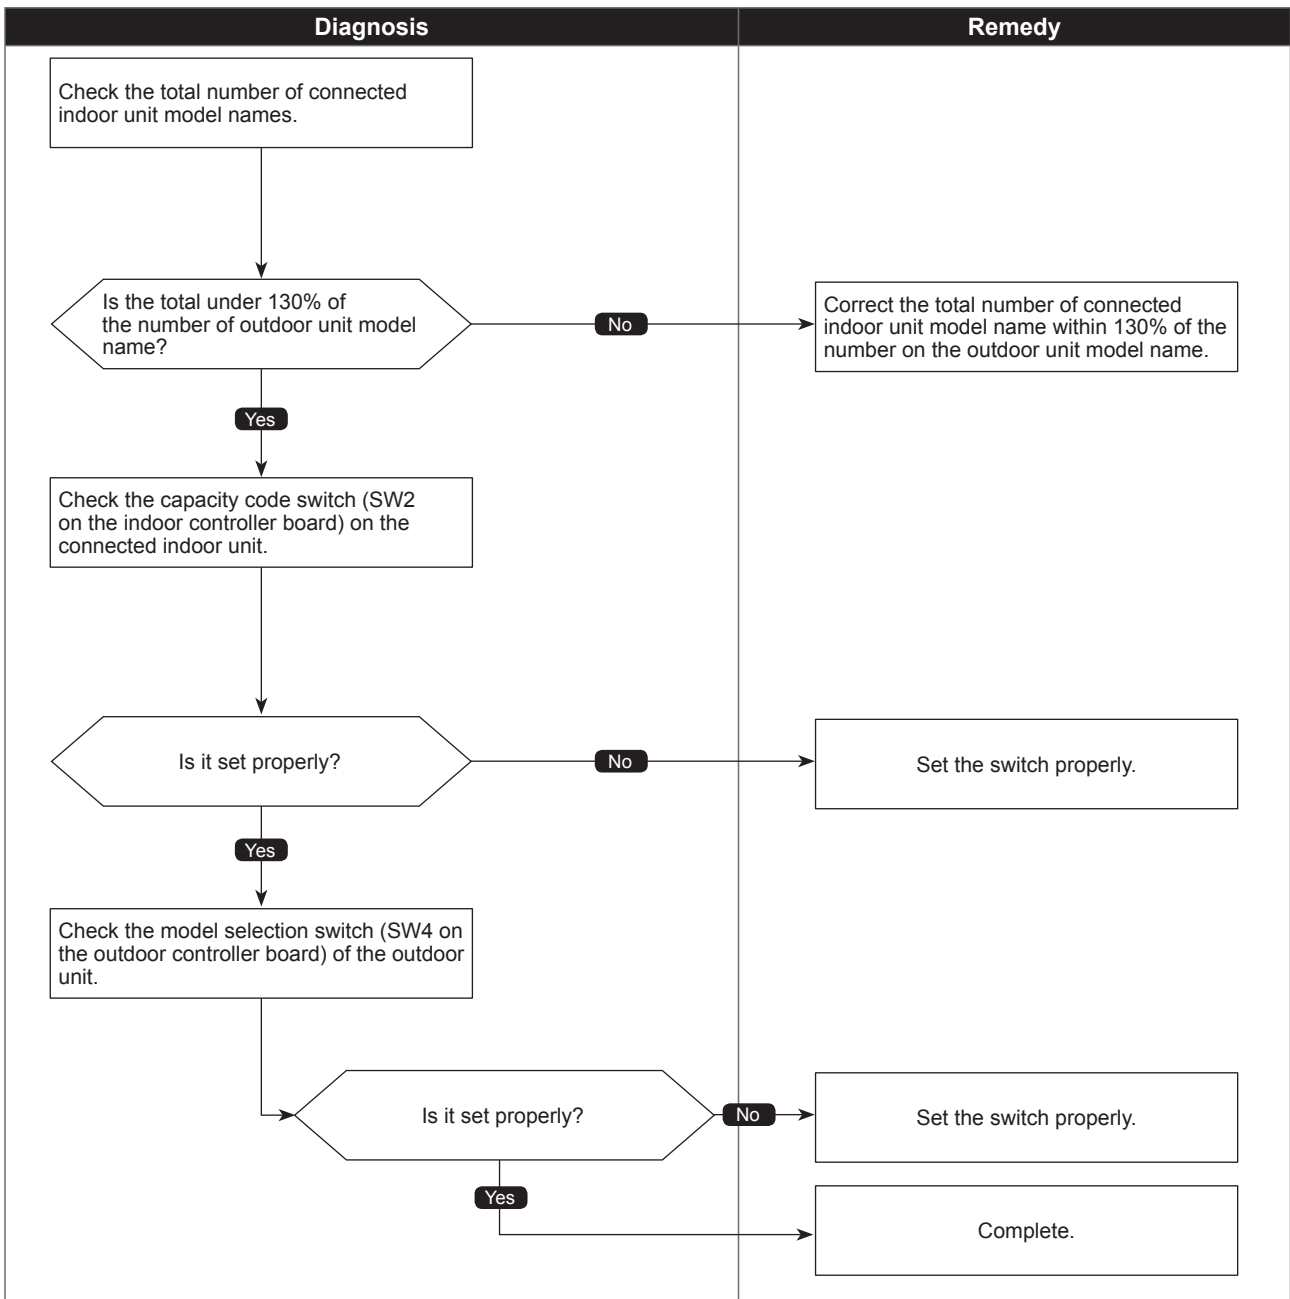 Diagnosis
Remedy
Check the total number of connected
indoor unit model names.
Is the total under 130% of
the number of outdoor unit model
name?
No
Correct the total number of connected
indoor unit model name within 130% of the
number on the outdoor unit model name.
Yes
Check the capacity code switch (SW2
on the indoor controller board) on the
connected indoor unit.
Is it set properly?
No
Set the switch properly.
Yes
Check the model selection switch (SW4 on
the outdoor controller board) of the outdoor
unit.
Is it set properly?
No
Set the switch properly.
Yes
Complete.